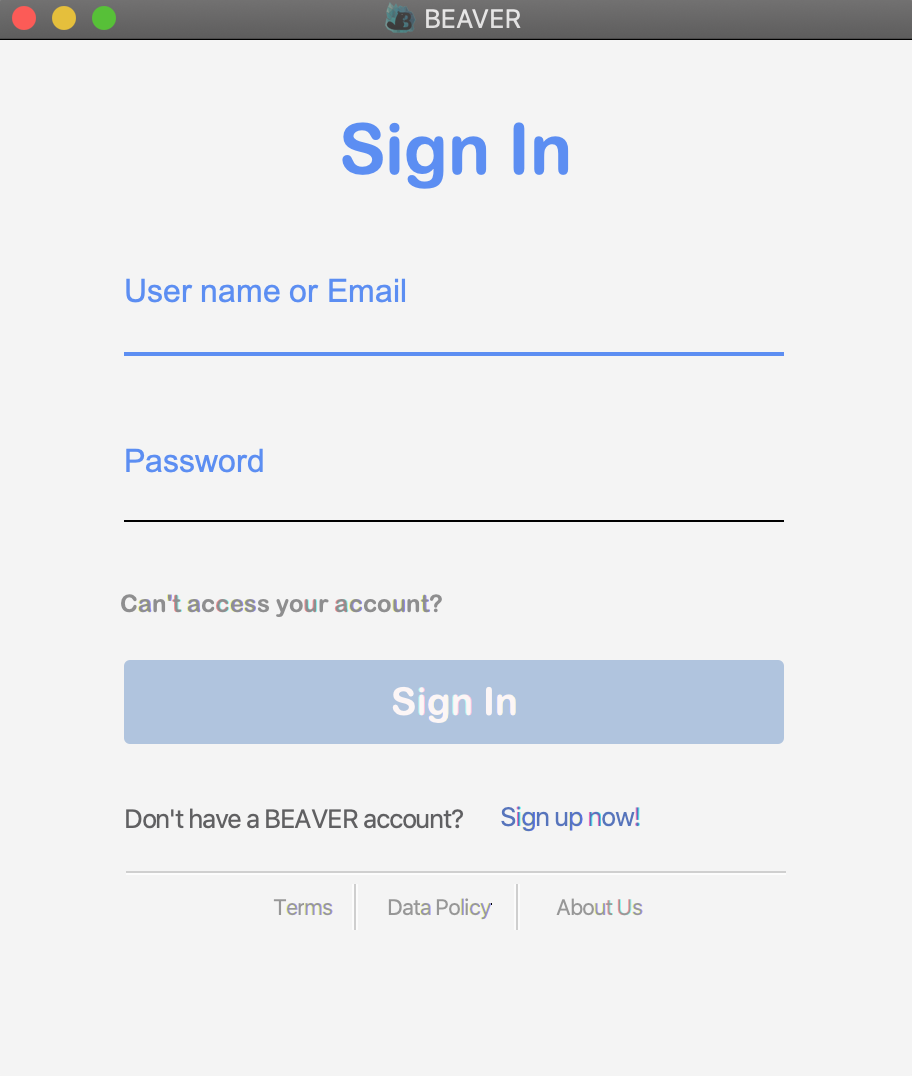 BEAVER
Sign In
User name or Email
Password
Can't access your account?
Sign In
Don't have a BEAVER account? Sign up now!
Terms Data Policy About Us